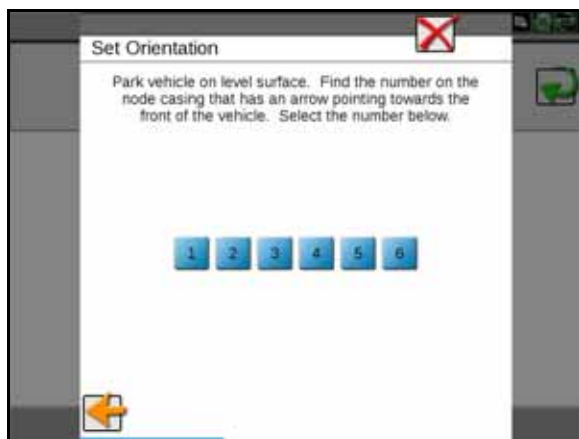 Set Orientation
Park vehicle on level surface. Find the number on the
node casing that has an arrow pointing towards the
front of the vehicle. Select the number below.
1 2 3 4 5 6